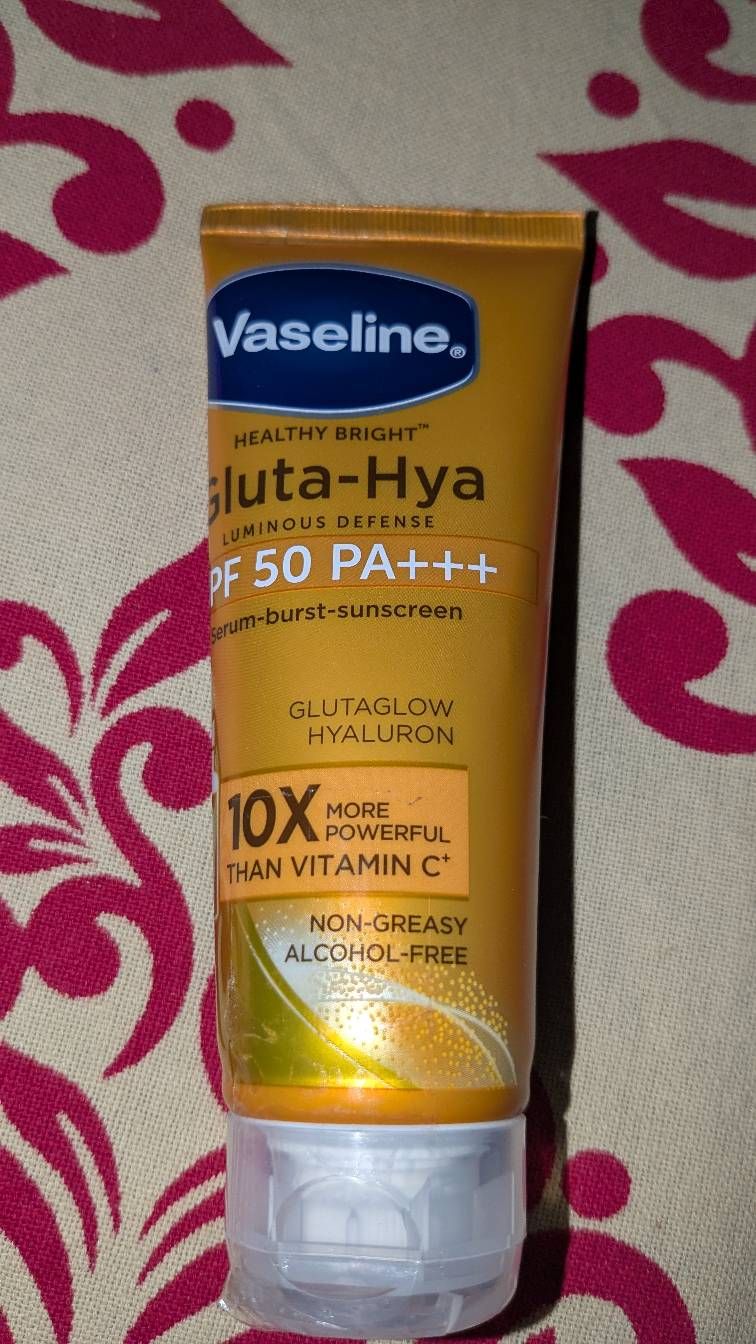 Vaseline®
HEALTHY BRIGHT™
Gluta-Hya
LUMINOUS DEFENSE
PF 50 PA+++
Serum-burst-sunscreen
GLUTAGLOW
HYALURON
10X MORE
POWERFUL
THAN VITAMIN C⁺
NON-GREASY
ALCOHOL-FREE